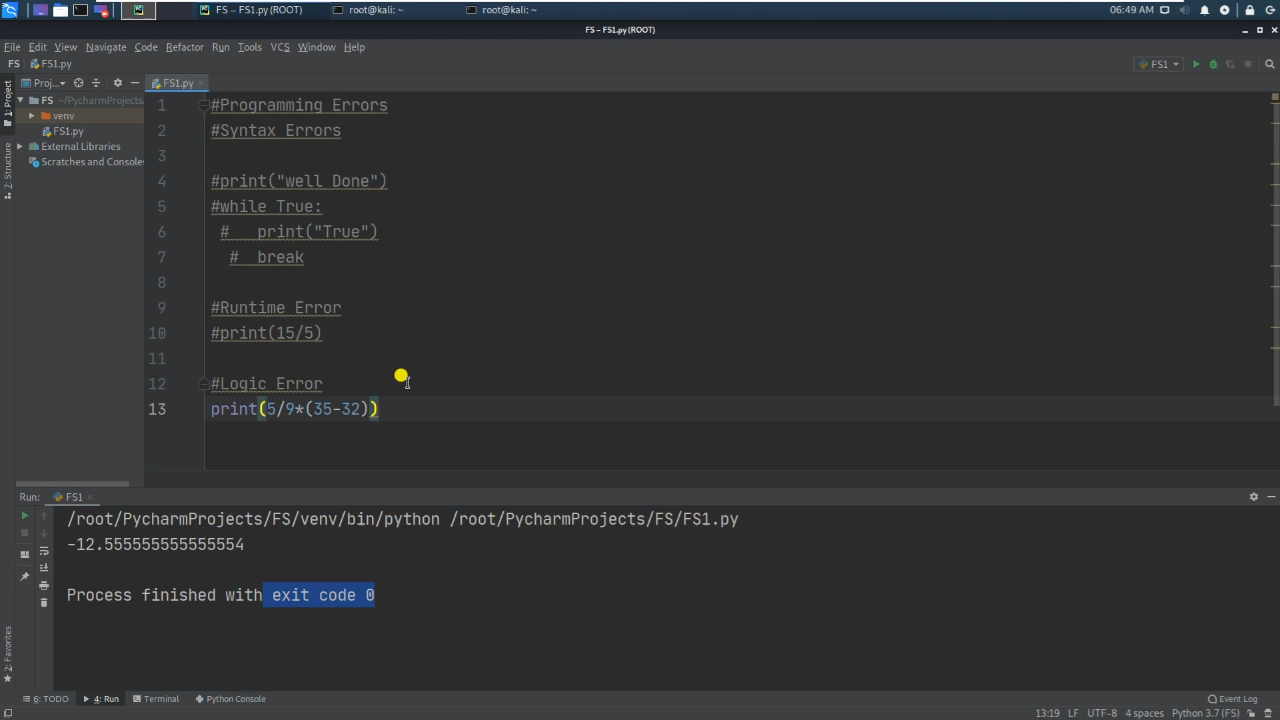 FS – FS1.py (ROOT)
root@kali: ~
root@kali: ~
06:49 AM
FS – FS1.py (ROOT)
File Edit View Navigate Code Refactor Run Tools VCS Window Help
FS FS1.py
FS1
Proj...
FS1.py
1: Project
FS ~/PycharmProjects/
venv
FS1.py
External Libraries
Scratches and Consoles
Z: Structure
1 #Programming Errors
2 #Syntax Errors
3
4 #print("well Done")
5 #while True:
6 # print("True")
7 # break
8
9 #Runtime Error
10 #print(15/5)
11
12 #Logic Error
13 print(5/9*(35-32))
Run: FS1
/root/PycharmProjects/FS/venv/bin/python /root/PycharmProjects/FS/FS1.py
-12.555555555555554
Process finished with exit code 0
2: Favorites
6: TODO
4: Run
Terminal
Python Console
Event Log
13:19 LF UTF-8 4 spaces Python 3.7 (FS)